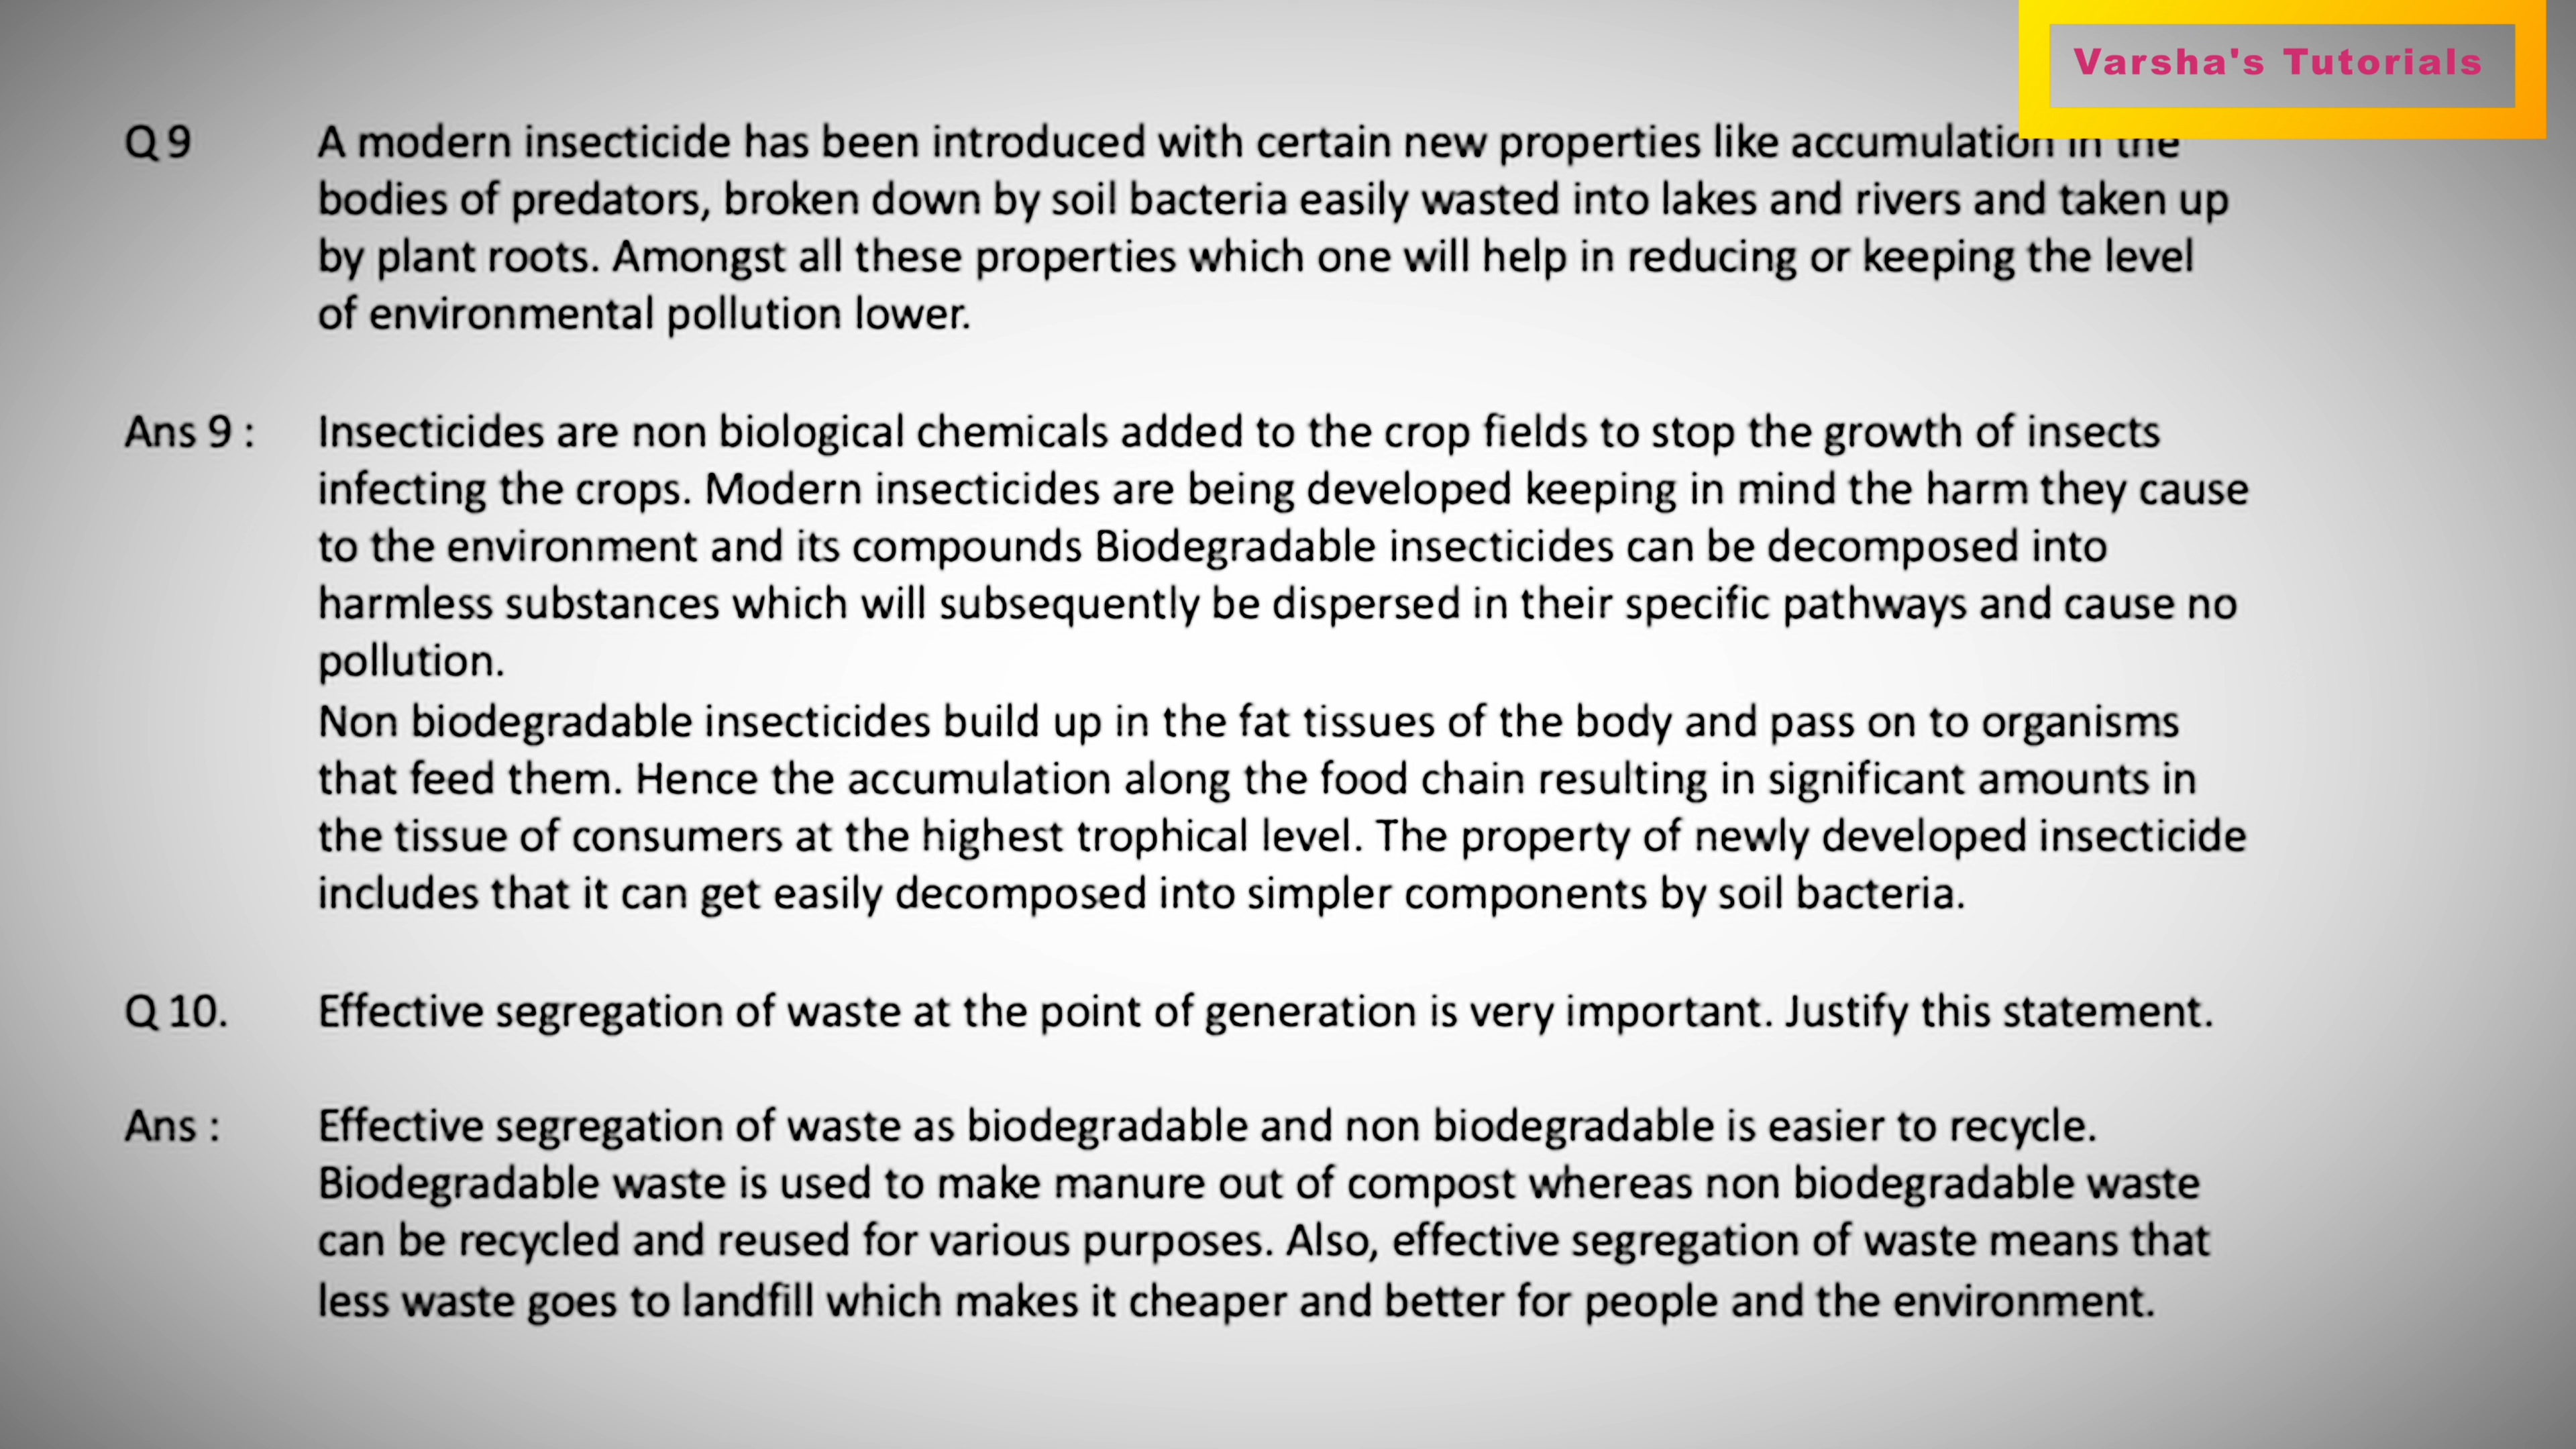 Varsha's Tutorials
Q 9 A modern insecticide has been introduced with certain new properties like accumulation in the
bodies of predators, broken down by soil bacteria easily wasted into lakes and rivers and taken up
by plant roots. Amongst all these properties which one will help in reducing or keeping the level
of environmental pollution lower.
Ans 9 : Insecticides are non biological chemicals added to the crop fields to stop the growth of insects
infecting the crops. Modern insecticides are being developed keeping in mind the harm they cause
to the environment and its compounds Biodegradable insecticides can be decomposed into
harmless substances which will subsequently be dispersed in their specific pathways and cause no
pollution.
Non biodegradable insecticides build up in the fat tissues of the body and pass on to organisms
that feed them. Hence the accumulation along the food chain resulting in significant amounts in
the tissue of consumers at the highest trophical level. The property of newly developed insecticide
includes that it can get easily decomposed into simpler components by soil bacteria.
Q 10. Effective segregation of waste at the point of generation is very important. Justify this statement.
Ans : Effective segregation of waste as biodegradable and non biodegradable is easier to recycle.
Biodegradable waste is used to make manure out of compost whereas non biodegradable waste
can be recycled and reused for various purposes. Also, effective segregation of waste means that
less waste goes to landfill which makes it cheaper and better for people and the environment.